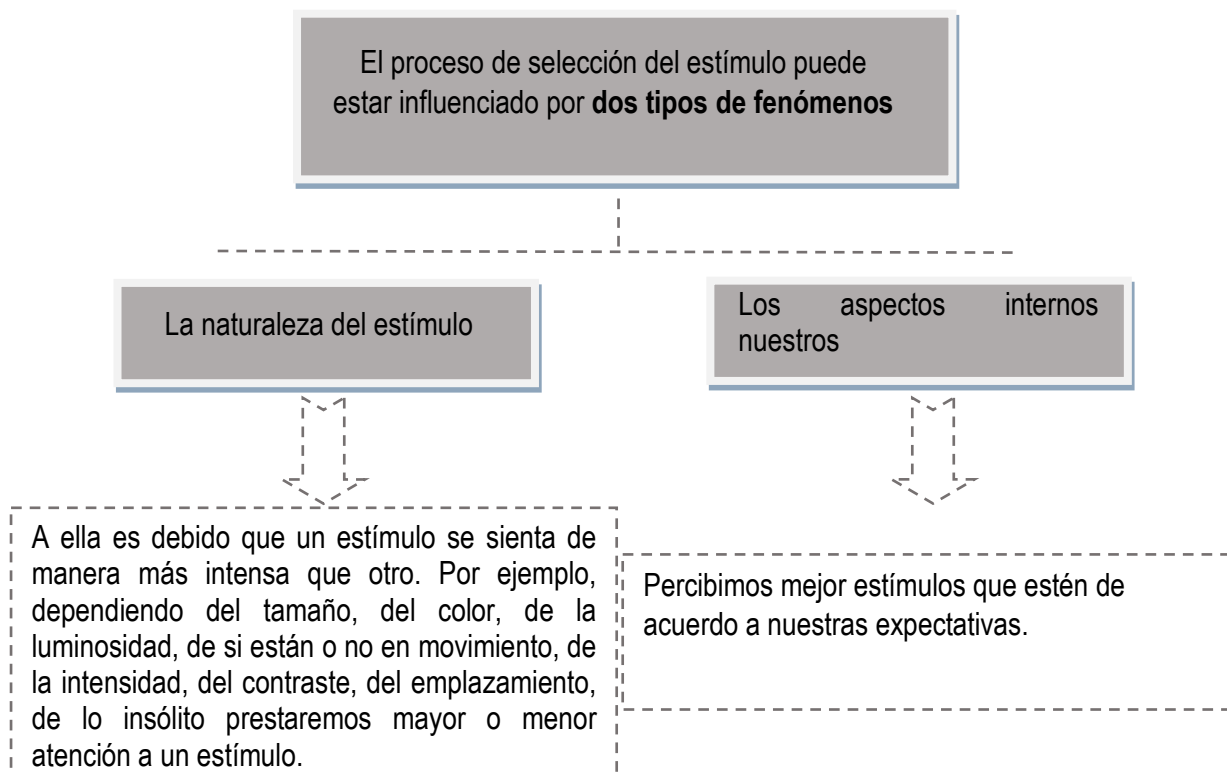 El proceso de selección del estímulo puede
estar influenciado por dos tipos de fenómenos
La naturaleza del estímulo
Los aspectos internos
nuestros
A ella es debido que un estímulo se sienta de
manera más intensa que otro. Por ejemplo,
dependiendo del tamaño, del color, de la
luminosidad, de si están o no en movimiento, de
la intensidad, del contraste, del emplazamiento,
de lo insólito prestaremos mayor o menor
atención a un estímulo.
Percibimos mejor estímulos que estén de
acuerdo a nuestras expectativas.